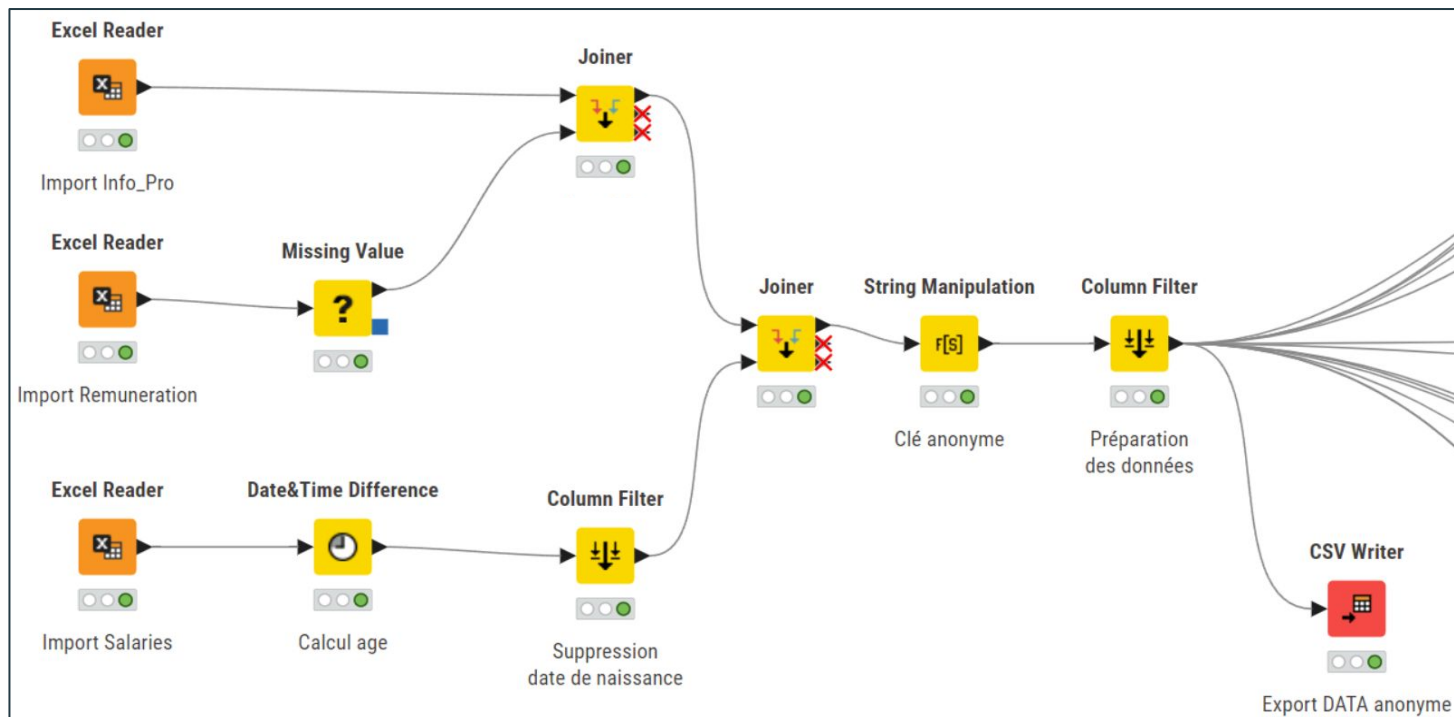 Excel Reader
Joiner
Import Info_Pro
Excel Reader
Missing Value
?
Import Remuneration
Joiner
String Manipulation
Column Filter
F[S]
Clé anonyme
Préparation
des données
Excel Reader
Date&Time Difference
Column Filter
Import Salaries
Calcul age
Suppression
date de naissance
CSV Writer
Export DATA anonyme